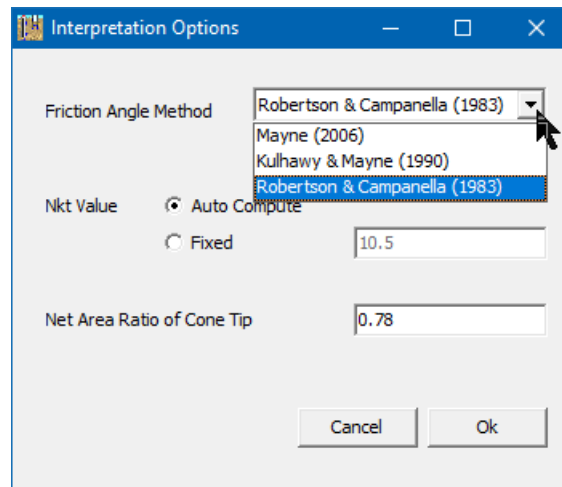 Interpretation Options
Friction Angle Method
Robertson & Campanella (1983)
Mayne (2006)
Kulhawy & Mayne (1990)
Robertson & Campanella (1983)
Nkt Value
Auto Compute
Fixed
10.5
Net Area Ratio of Cone Tip
0.78
Cancel
Ok